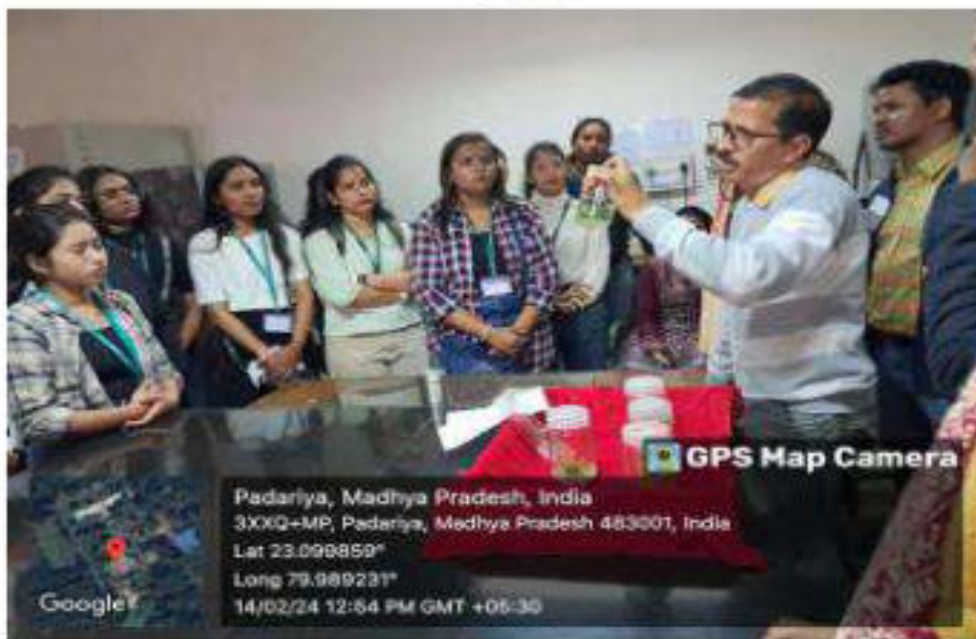 GPS Map Camera
Padariya, Madhya Pradesh, India
3XXQ+MP, Padariya, Madhya Pradesh 483001, India
Lat 23.099859°
Long 79.989231°
14/02/24 12:54 PM GMT +05:30
Google